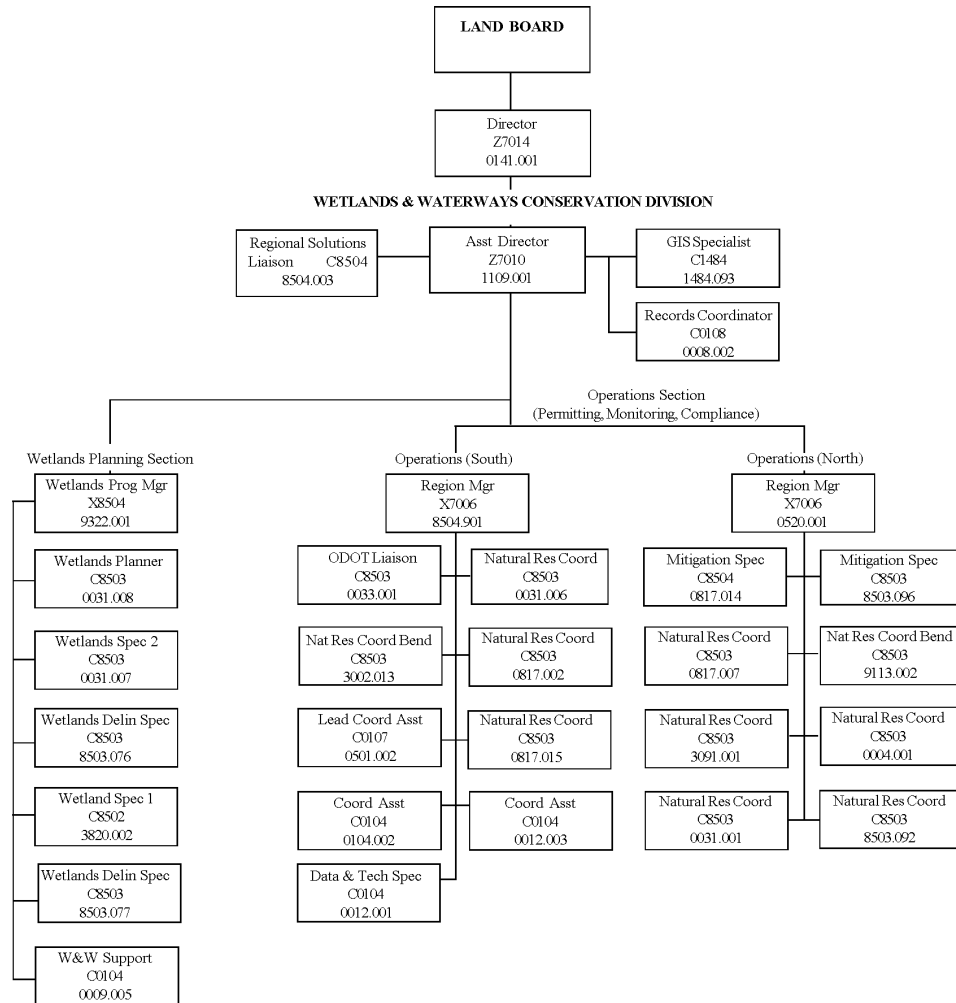 LAND BOARD
Director
Z7014
0141.001
WETLANDS & WATERWAYS CONSERVATION DIVISION
Regional Solutions
Liaison C8504
8504.003
Asst Director
Z7010
1109.001
GIS Specialist
C1484
1484.093
Records Coordinator
C0108
0008.002
Operations Section
(Permitting, Monitoring, Compliance)
Wetlands Planning Section
Wetlands Prog Mgr
X8504
9322.001
Wetlands Planner
C8503
0031.008
Wetlands Spec 2
C8503
0031.007
Wetlands Delin Spec
C8503
8503.076
Wetland Spec 1
C8502
3820.002
Wetlands Delin Spec
C8503
8503.077
W&W Support
C0104
0009.005
Operations (South)
Region Mgr
X7006
8504.901
ODOT Liaison
C8503
0033.001
Natural Res Coord
C8503
0031.006
Nat Res Coord Bend
C8503
3002.013
Natural Res Coord
C8503
0817.002
Lead Coord Asst
C0107
0501.002
Natural Res Coord
C8503
0817.015
Coord Asst
C0104
0104.002
Coord Asst
C0104
0012.003
Data & Tech Spec
C0104
0012.001
Operations (North)
Region Mgr
X7006
0520.001
Mitigation Spec
C8504
0817.014
Mitigation Spec
C8503
8503.096
Natural Res Coord
C8503
0817.007
Nat Res Coord Bend
C8503
9113.002
Natural Res Coord
C8503
3091.001
Natural Res Coord
C8503
0004.001
Natural Res Coord
C8503
0031.001
Natural Res Coord
C8503
8503.092